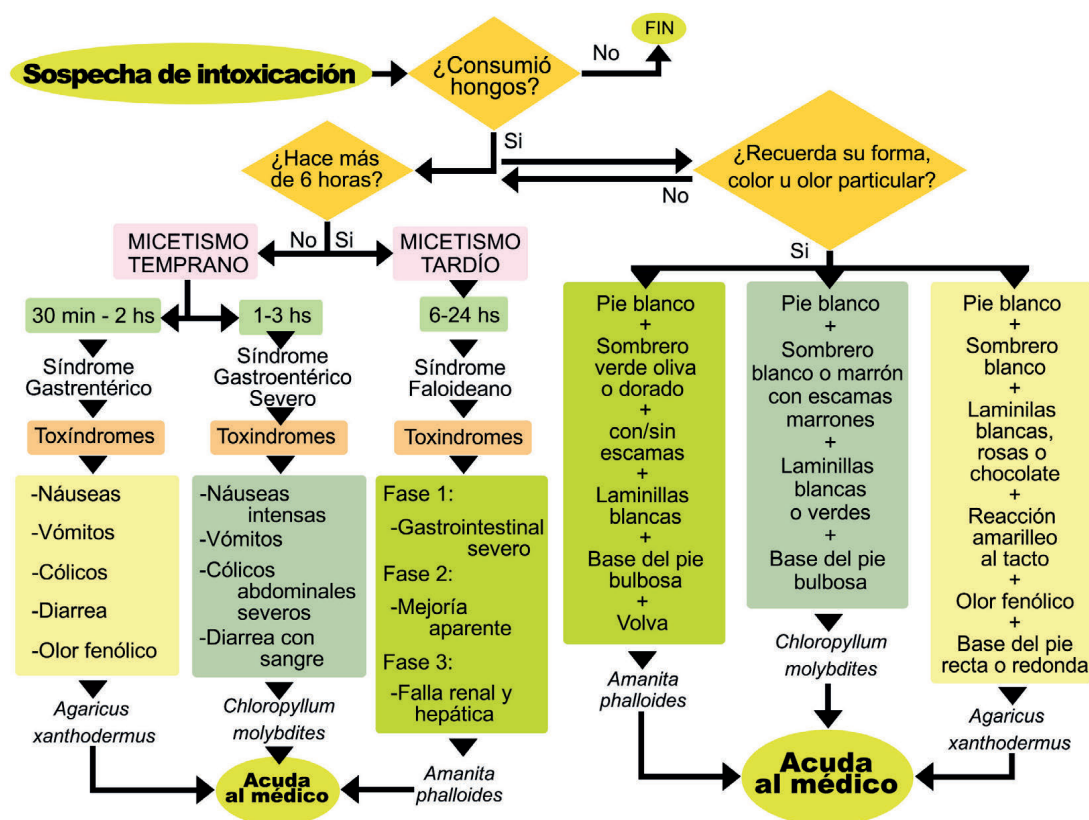 FIN
Sospecha de intoxicación
¿Consumió
hongos?
No
Si
¿Hace más
de 6 horas?
¿Recuerda su forma,
color u olor particular?
No
No
Si
Si
MICETISMO
TEMPRANO
MICETISMO
TARDÍO
30 min - 2 hs
1-3 hs
6-24 hs
Síndrome
Gastrentérico
Síndrome
Gastroentérico
Severo
Síndrome
Faloideano
Toxíndromes
Toxindromes
Toxindromes
-Náuseas
-Vómitos
-Cólicos
-Diarrea
-Olor fenólico
-Náuseas
intensas
-Vómitos
-Cólicos
abdominales
severos
-Diarrea con
sangre
Fase 1:
-Gastrointestinal
severo
Fase 2:
-Mejoría
aparente
Fase 3:
-Falla renal y
hepática
Agaricus
xanthodermus
Chloropyllum
molybdites
Amanita
phalloides
Acuda
al médico
Pie blanco
+
Sombrero
verde oliva
o dorado
+
con/sin
escamas
+
Laminillas
blancas
+
Base del pie
bulbosa
+
Volva
Amanita
phalloides
Pie blanco
+
Sombrero
blanco o marrón
con escamas
marrones
+
Laminillas
blancas
o verdes
+
Base del pie
bulbosa
Chloropyllum
molybdites
Pie blanco
+
Sombrero
blanco
+
Laminilas
blancas,
rosas o
chocolate
+
Reacción
amarilleo
al tacto
+
Olor fenólico
+
Base del pie
recta o redonda
Agaricus
xanthodermus
Acuda
al médico